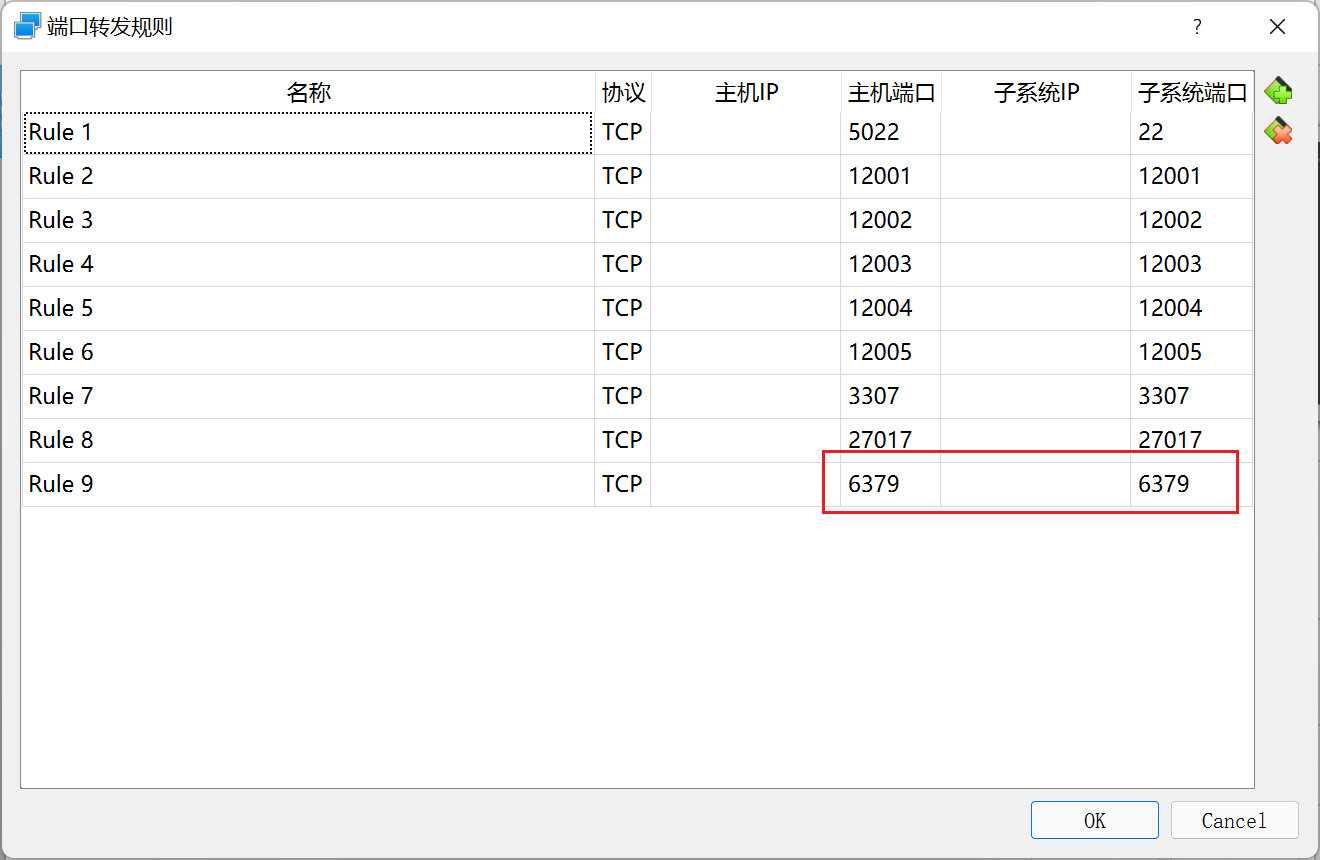 端口转发规则
?
名称 协议 主机IP 主机端口 子系统IP 子系统端口
Rule 1 TCP 5022 22
Rule 2 TCP 12001 12001
Rule 3 TCP 12002 12002
Rule 4 TCP 12003 12003
Rule 5 TCP 12004 12004
Rule 6 TCP 12005 12005
Rule 7 TCP 3307 3307
Rule 8 TCP 27017 27017
Rule 9 TCP 6379 6379
OK Cancel